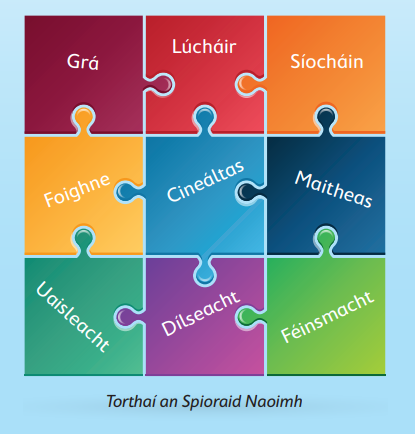 Grá
Lúcháir
Síocháin
Foighne
Cineáltas
Maitheas
Uaisleacht
Dílseacht
Féinsmacht
Torthaí an Spioraid Naoimh